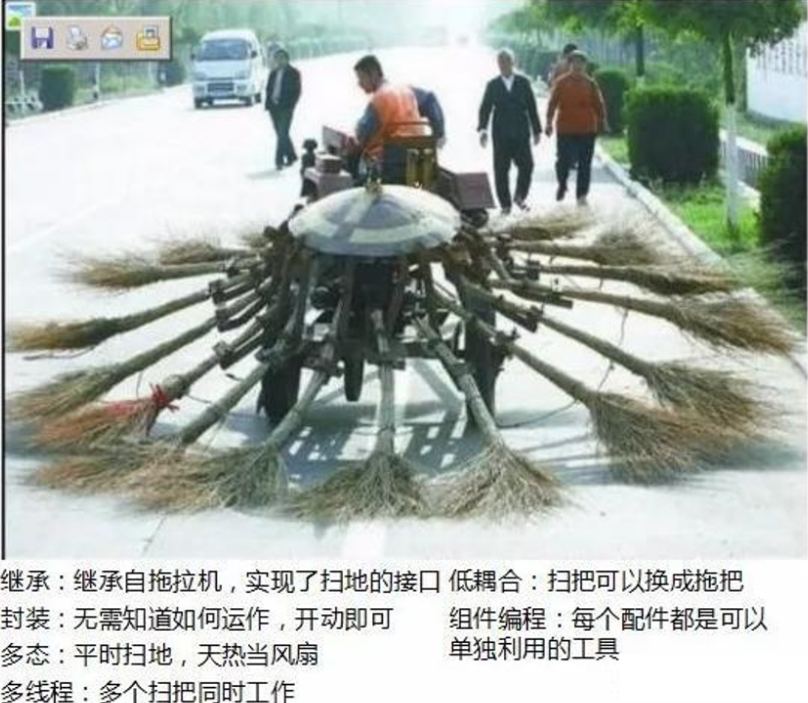 继承：继承自拖拉机，实现了扫地的接口
封装：无需知道如何运作，开动即可
多态：平时扫地，天热当风扇
多线程：多个扫把同时工作
低耦合：扫把可以换成拖把
组件编程：每个配件都是可以
单独利用的工具